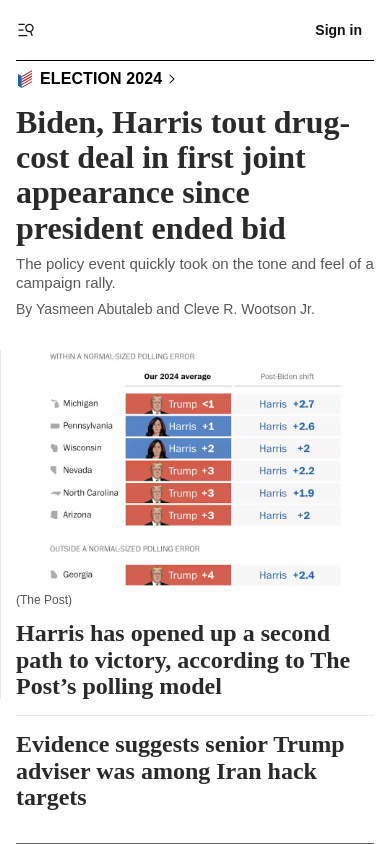 Sign in
ELECTION 2024
Biden, Harris tout drug-
cost deal in first joint
appearance since
president ended bid
The policy event quickly took on the tone and feel of a
campaign rally.
By Yasmeen Abutaleb and Cleve R. Wootson Jr.
WITHIN A NORMAL-SIZED POLLING ERROR
Our 2024 average Post-Biden shift
Michigan Trump <1 Harris +2.7
Pennsylvania Harris +1 Harris +2.6
Wisconsin Harris +2 Harris +2
Nevada Trump +3 Harris +2.2
North Carolina Trump +3 Harris +1.9
Arizona Trump +3 Harris +2
OUTSIDE A NORMAL-SIZED POLLING ERROR
Georgia Trump +4 Harris +2.4
(The Post)
Harris has opened up a second
path to victory, according to The
Post’s polling model
Evidence suggests senior Trump
adviser was among Iran hack
targets